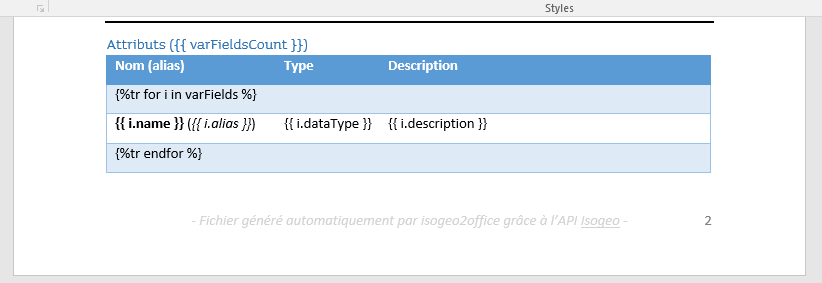 Styles
Attributs ({{ varFieldsCount }})
Nom (alias) Type Description
{%tr for i in varFields %}
{{ i.name }} ({{ i.alias }}) {{ i.dataType }} {{ i.description }}
{%tr endfor %}
- Fichier généré automatiquement par isogeo2office grâce à l’API Isogeo - 2